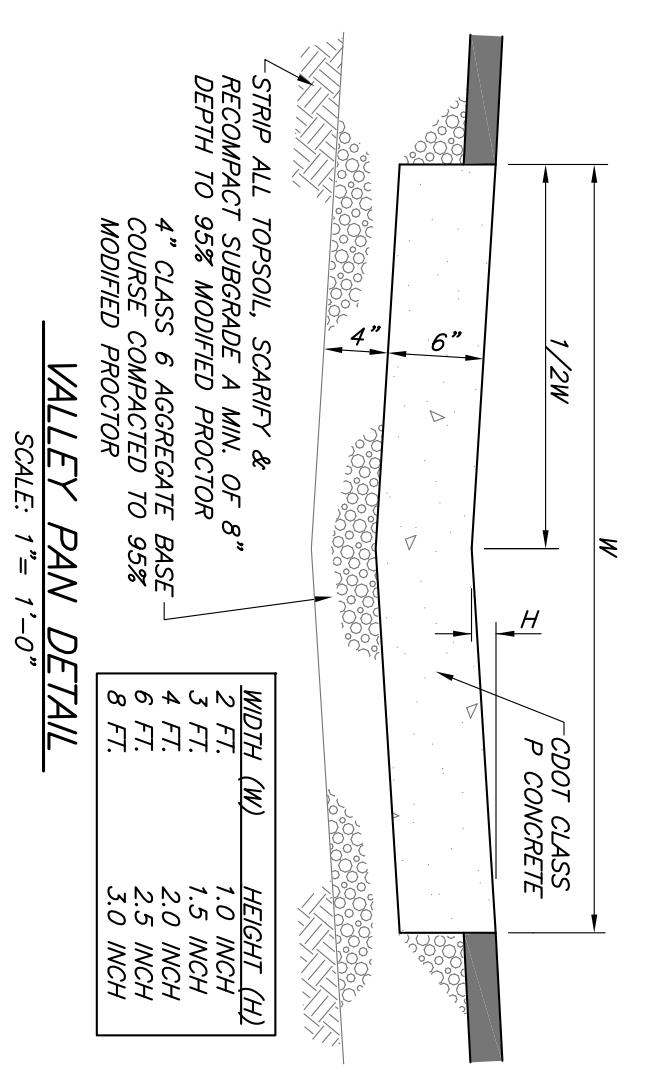 W
1/2W
H
CDOT CLASS
P CONCRETE
6"
4"
STRIP ALL TOPSOIL, SCARIFY &
RECOMPACT SUBGRADE A MIN. OF 8"
DEPTH TO 95% MODIFIED PROCTOR
4" CLASS 6 AGGREGATE BASE
COURSE COMPACTED TO 95%
MODIFIED PROCTOR
WIDTH (W) HEIGHT (H)
2 FT. 1.0 INCH
3 FT. 1.5 INCH
4 FT. 2.0 INCH
6 FT. 2.5 INCH
8 FT. 3.0 INCH
VALLEY PAN DETAIL
SCALE: 1"= 1'-0"